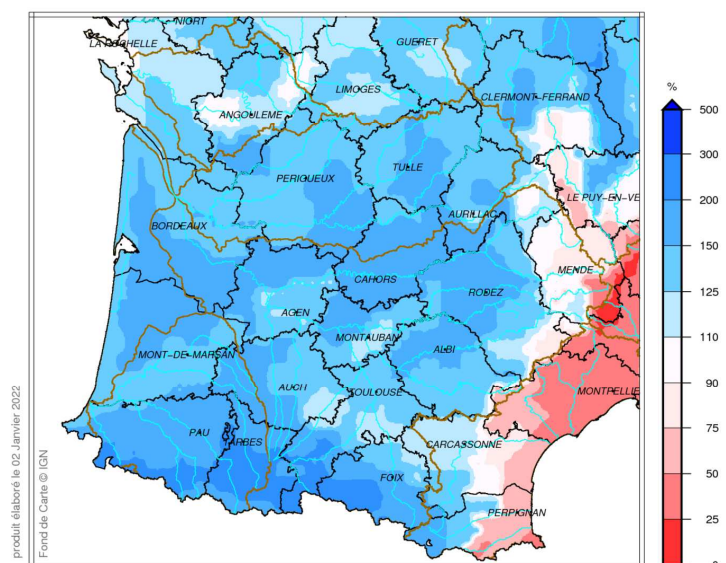 NIORT
LA ROCHELLE
GUERET
LIMOGES
CLERMONT-FERRAND
ANGOULEME
PERIGUEUX
TULLE
LE PUY-EN-VE
AURILLAC
BORDEAUX
MENDE
CAHORS
RODEZ
AGEN
MONTAUBAN
ALBI
MONT-DE-MARSAN
AUCH
TOULOUSE
MONTPELLIE
PAU
TARBES
CARCASSONNE
FOIX
PERPIGNAN
%
500
300
200
150
125
110
90
75
50
25
0
produit élaboré le 02 Janvier 2022
Fond de Carte © IGN